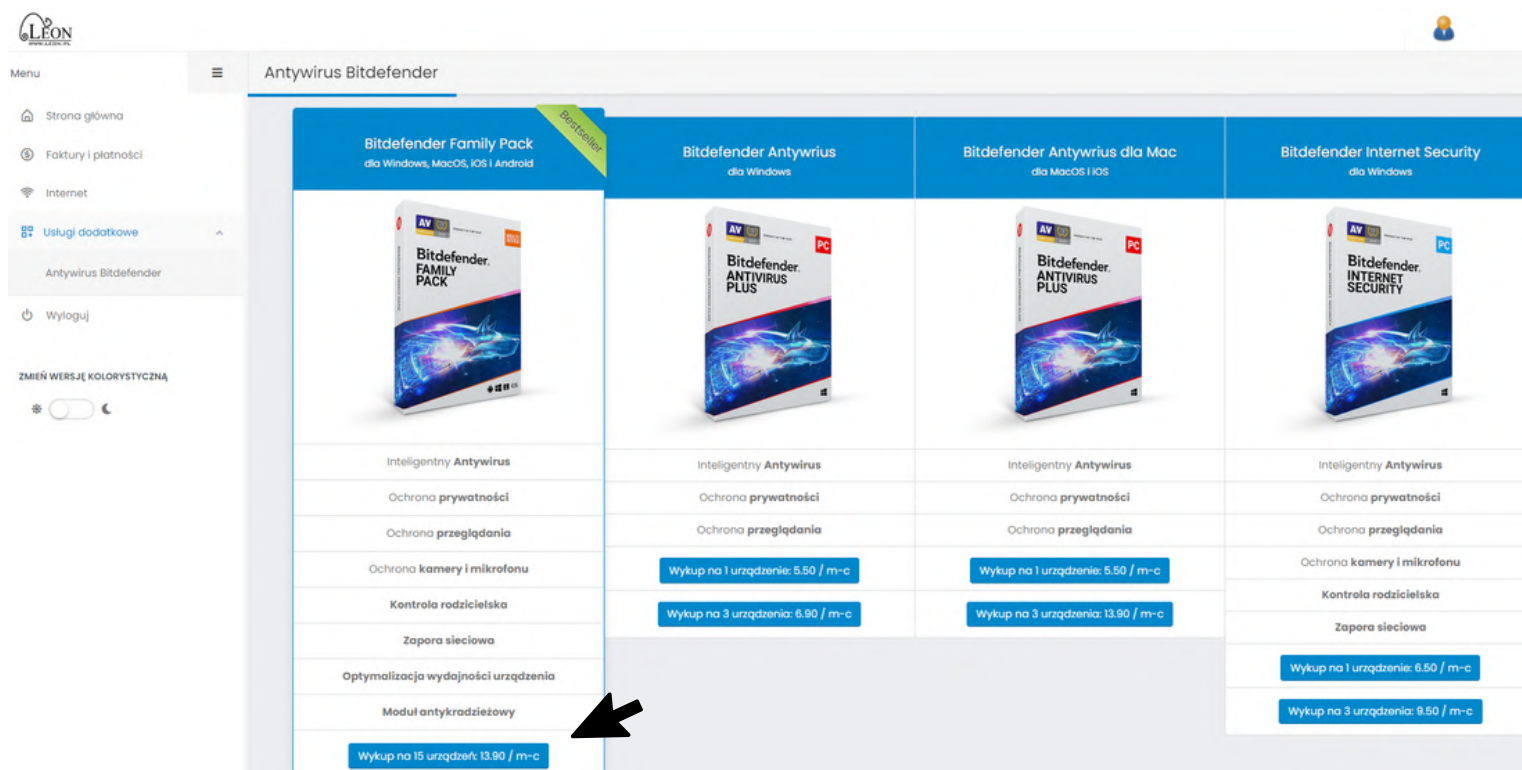 LEON
WWW.LEON.PL
Menu
Strona główna
Faktury i płatności
Internet
Usługi dodatkowe
Antywirus Bitdefender
Wyloguj
ZMIEŃ WERSJĘ KOLORYSTYCZNĄ
Antywirus Bitdefender
Bestseller
Bitdefender Family Pack
dla Windows, MacOS, iOS i Android
AV
Bitdefender.
FAMILY
PACK
Inteligentny Antywirus
Ochrona prywatności
Ochrona przeglądania
Ochrona kamery i mikrofonu
Kontrola rodzicielska
Zapora sieciowa
Optymalizacja wydajności urządzenia
Moduł antykradzieżowy
Wykup na 15 urządzeń: 13.90 / m-c
Bitdefender Antywrius
dla Windows
AV
PC
Bitdefender.
ANTIVIRUS
PLUS
Inteligentny Antywirus
Ochrona prywatności
Ochrona przeglądania
Wykup na 1 urządzenie: 5.50 / m-c
Wykup na 3 urządzenia: 6.90 / m-c
Bitdefender Antywrius dla Mac
dla MacOS i iOS
AV
PC
Bitdefender.
ANTIVIRUS
PLUS
Inteligentny Antywirus
Ochrona prywatności
Ochrona przeglądania
Wykup na 1 urządzenie: 5.50 / m-c
Wykup na 3 urządzenia: 13.90 / m-c
Bitdefender Internet Security
dla Windows
AV
PC
Bitdefender.
INTERNET
SECURITY
Inteligentny Antywirus
Ochrona prywatności
Ochrona przeglądania
Ochrona kamery i mikrofonu
Kontrola rodzicielska
Zapora sieciowa
Wykup na 1 urządzenie: 6.50 / m-c
Wykup na 3 urządzenia: 9.50 / m-c